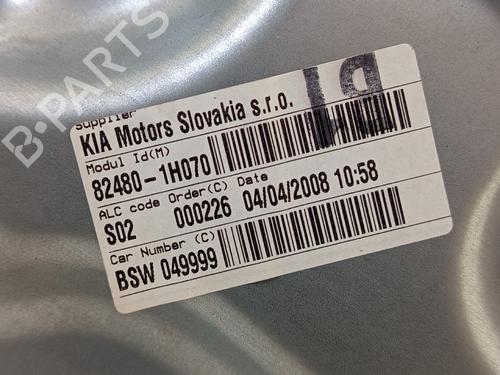 B-PARTS
Supplier
KIA Motors Slovakia s.r.o.
Modul Id(M)
82480-1H070
ALC code Order(C) Date
S02 000226 04/04/2008 10:58
Car Number (C)
BSW 049999